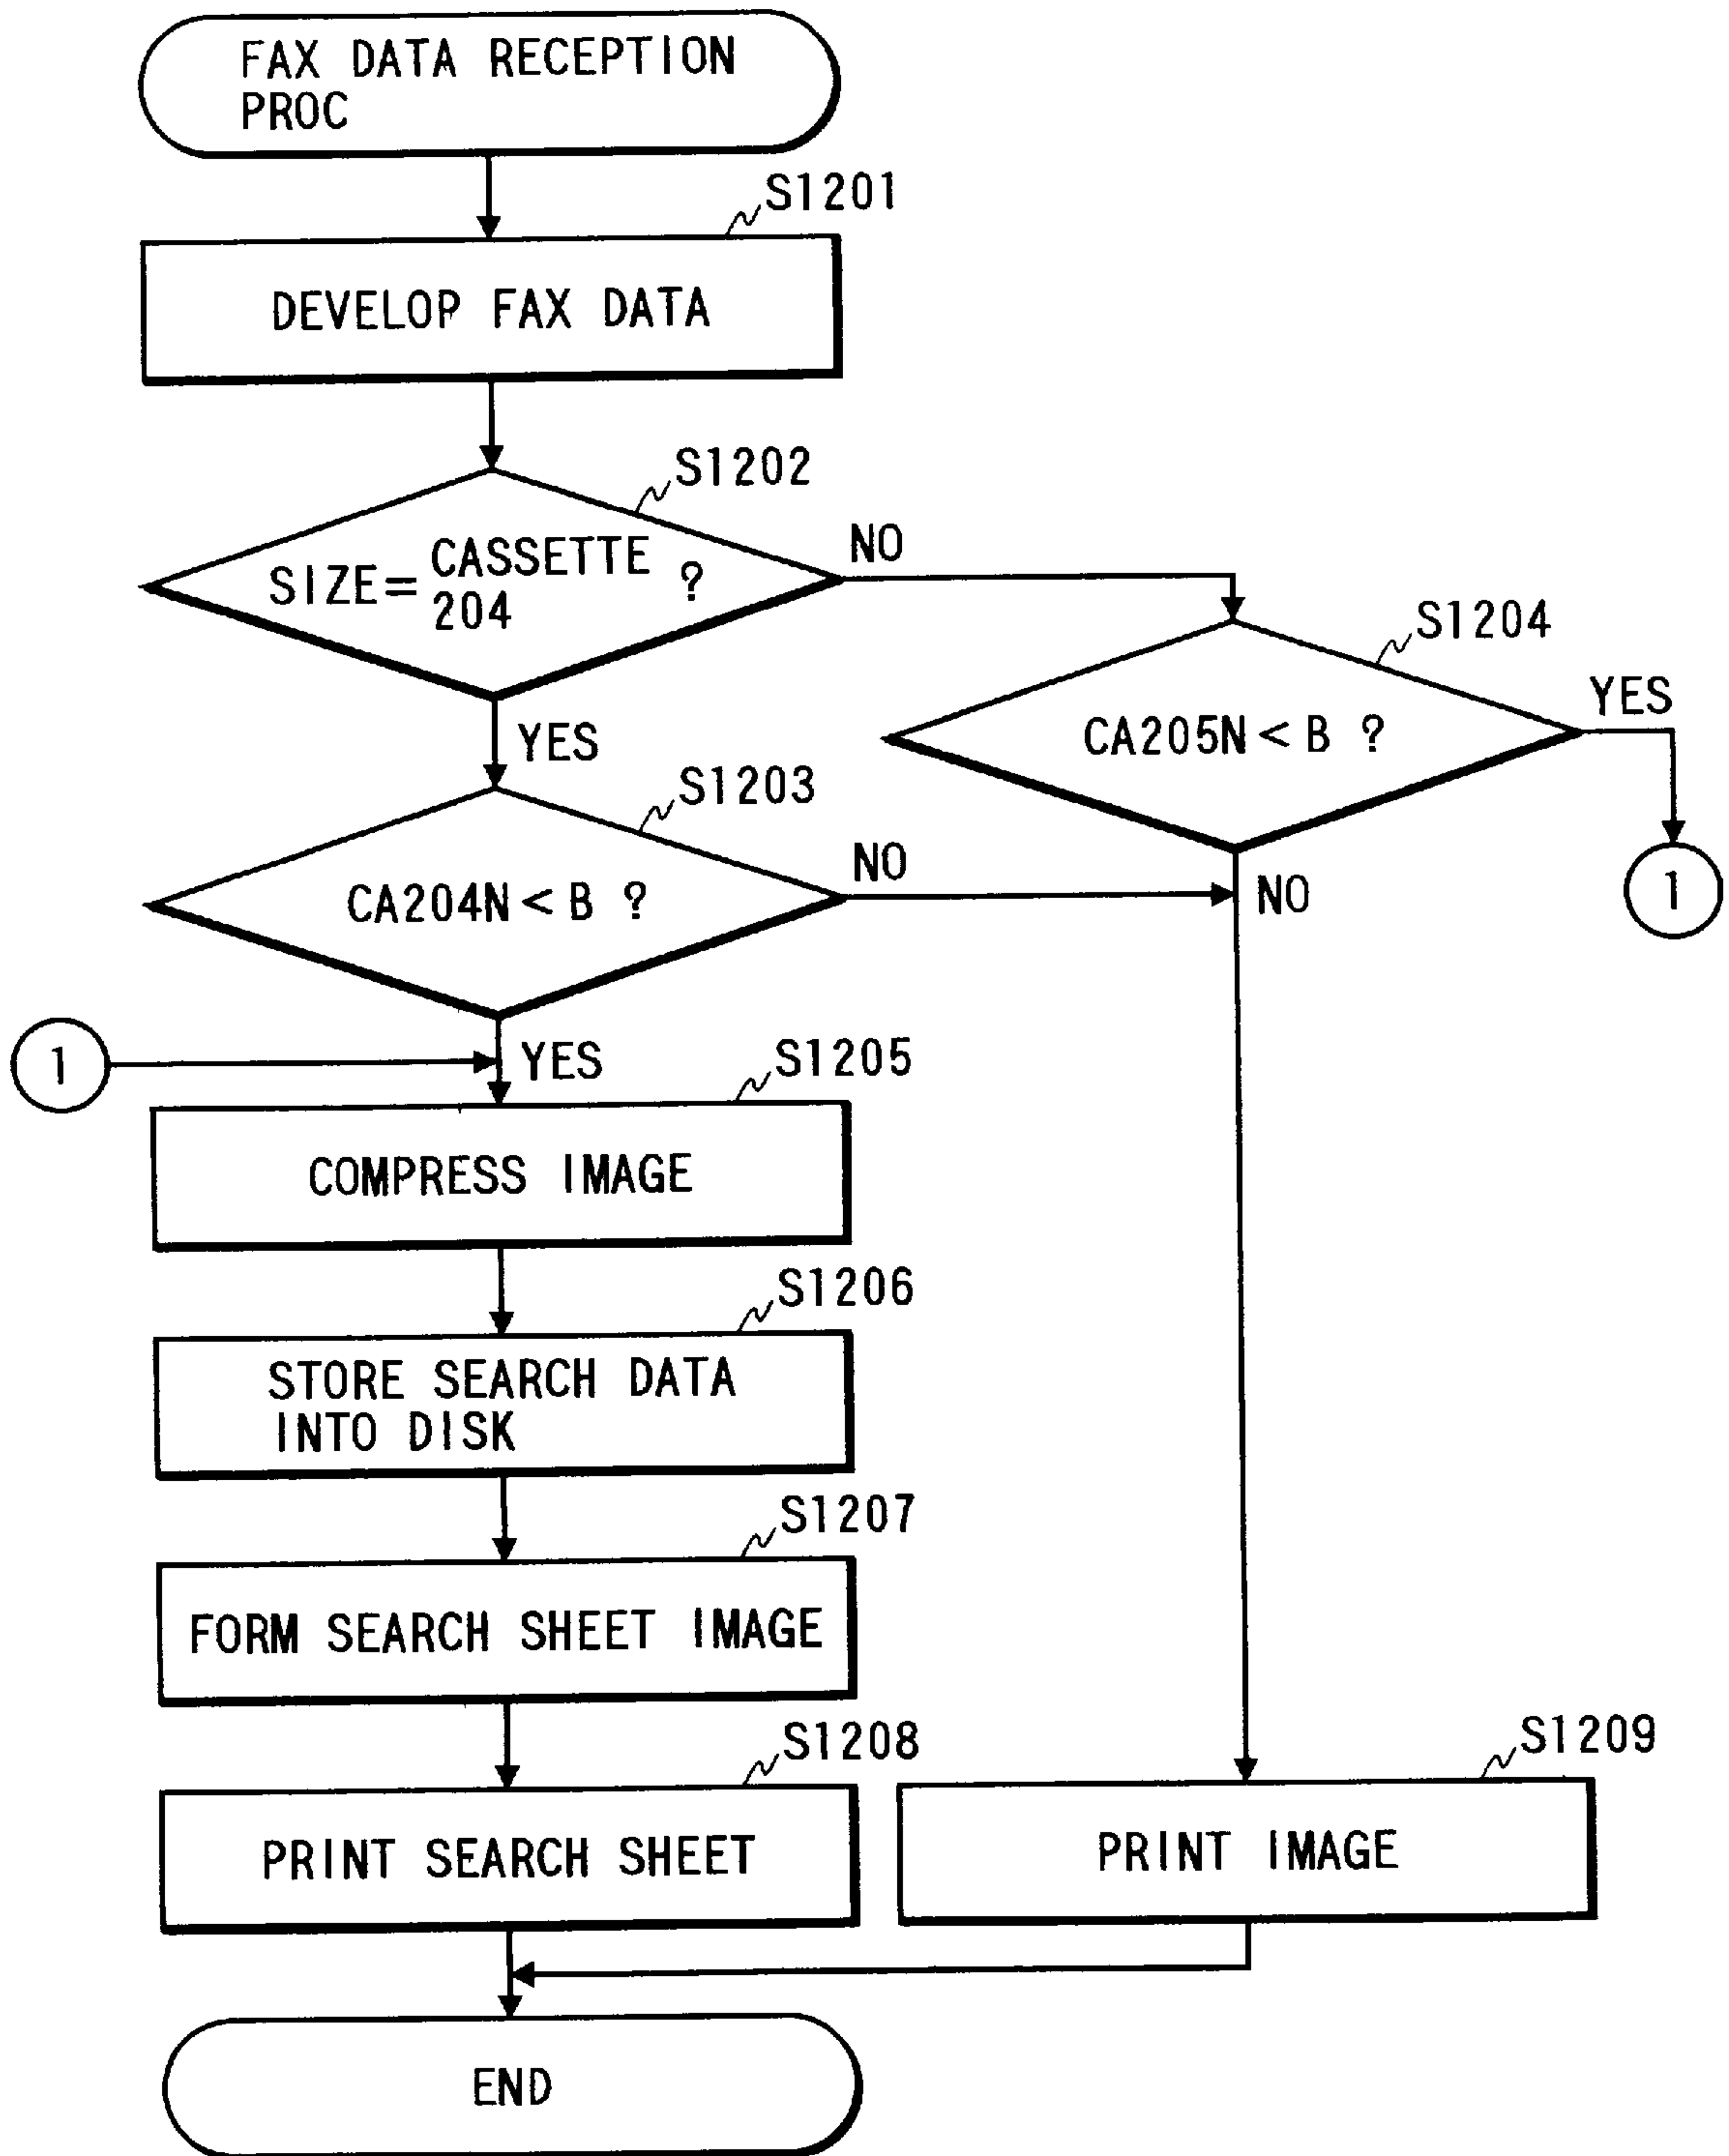 FAX DATA RECEPTION
PROC
S1201
DEVELOP FAX DATA
S1202
SIZE = CASSETTE 204 ?
NO
YES
S1204
CA205N < B ?
YES
1
NO
S1203
CA204N < B ?
NO
YES
1
S1205
COMPRESS IMAGE
S1206
STORE SEARCH DATA
INTO DISK
S1207
FORM SEARCH SHEET IMAGE
S1208
PRINT SEARCH SHEET
S1209
PRINT IMAGE
END